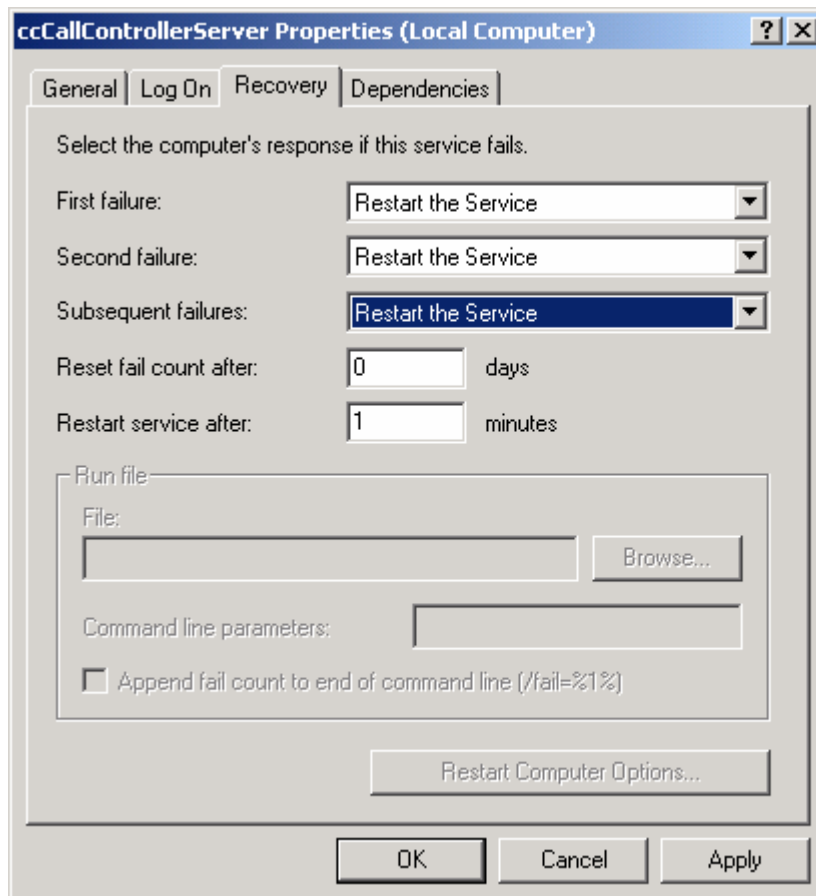 ccCallControllerServer Properties (Local Computer)
General Log On Recovery Dependencies
Select the computer's response if this service fails.
First failure: Restart the Service
Second failure: Restart the Service
Subsequent failures: Restart the Service
Reset fail count after: 0 days
Restart service after: 1 minutes
Run file
File:
Browse...
Command line parameters:
Append fail count to end of command line (/fail=%1%)
Restart Computer Options...
OK Cancel Apply